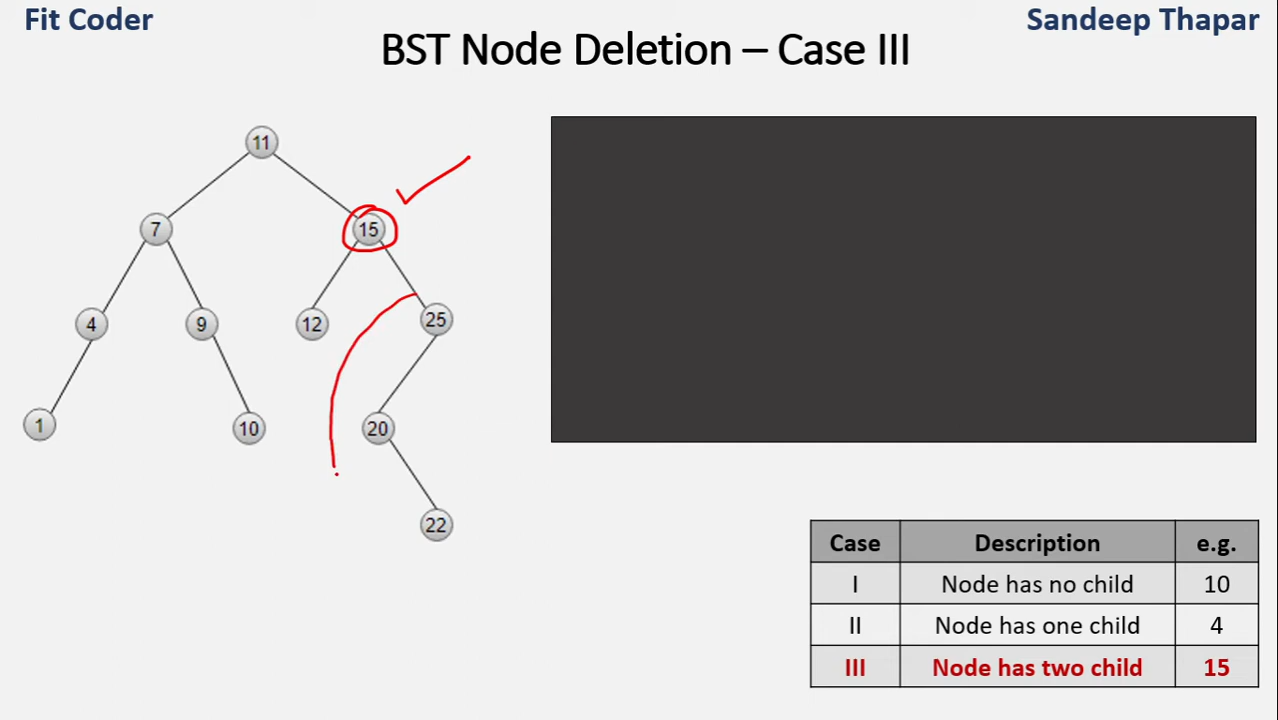 Fit Coder
Sandeep Thapar
BST Node Deletion – Case III
11
7
15
4
9
12
25
1
10
20
22
Case Description e.g.
I Node has no child 10
II Node has one child 4
III Node has two child 15